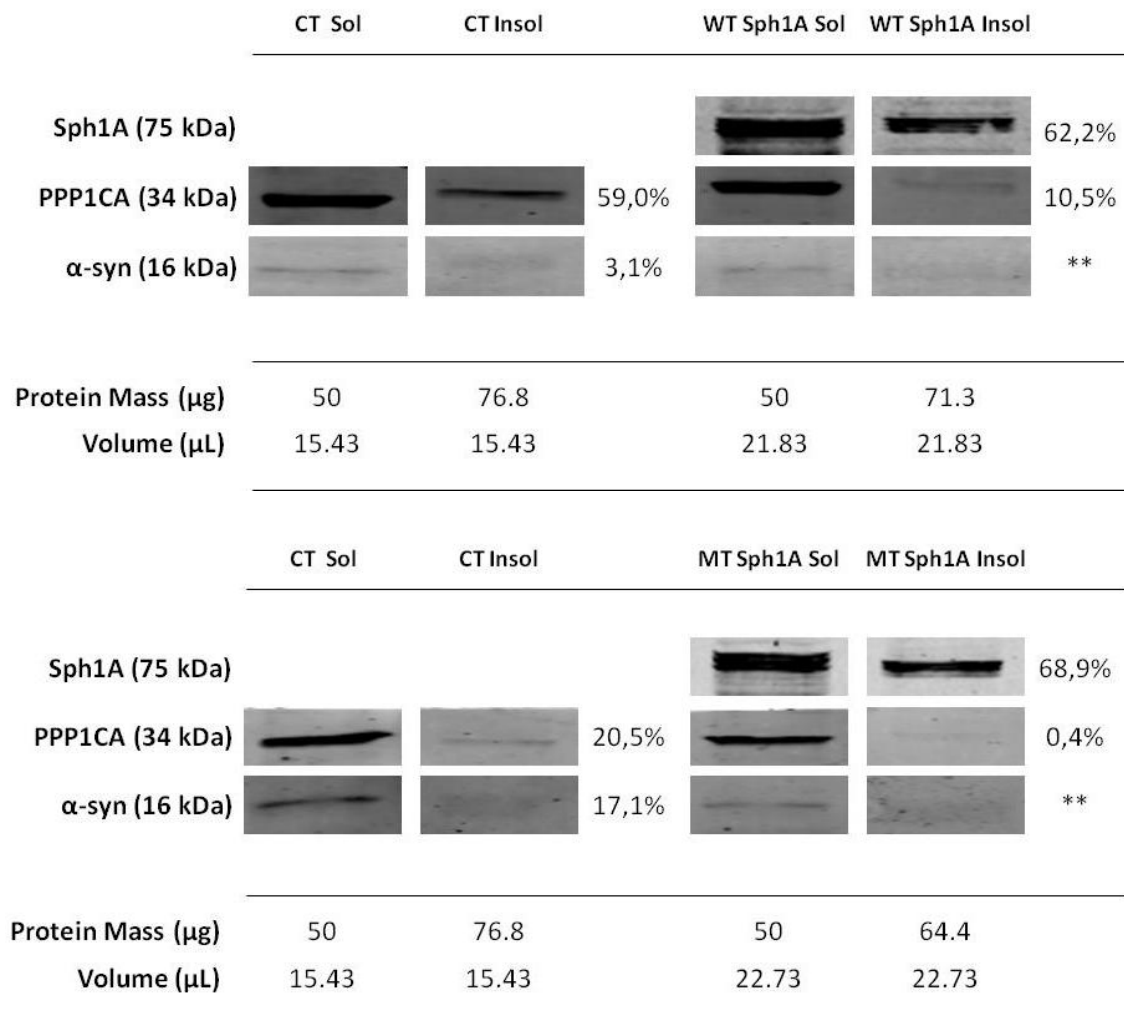 CT Sol CT Insol WT Sph1A Sol WT Sph1A Insol
Sph1A (75 kDa) 62,2%
PPP1CA (34 kDa) 59,0% 10,5%
α-syn (16 kDa) 3,1% **
Protein Mass (µg) 50 76.8 50 71.3
Volume (µL) 15.43 15.43 21.83 21.83
CT Sol CT Insol MT Sph1A Sol MT Sph1A Insol
Sph1A (75 kDa) 68,9%
PPP1CA (34 kDa) 20,5% 0,4%
α-syn (16 kDa) 17,1% **
Protein Mass (µg) 50 76.8 50 64.4
Volume (µL) 15.43 15.43 22.73 22.73